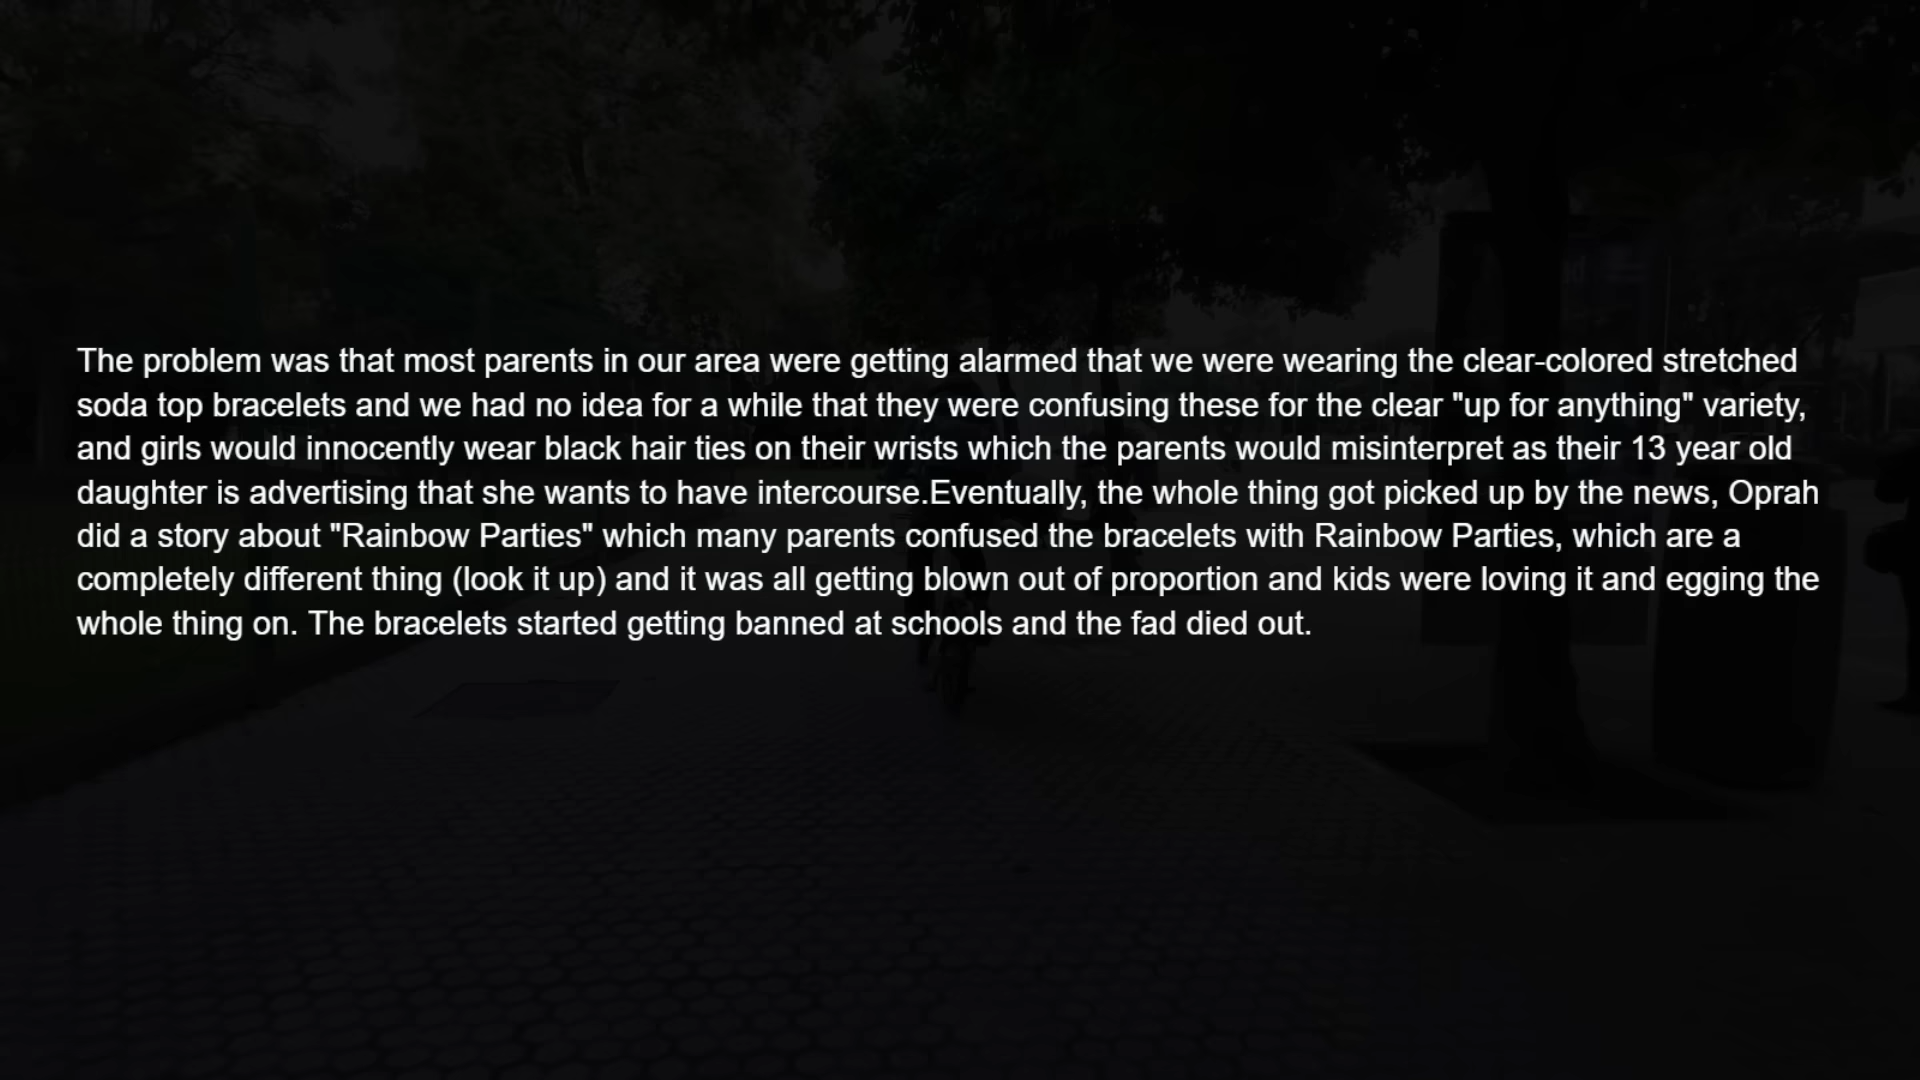 The problem was that most parents in our area were getting alarmed that we were wearing the clear-colored stretched
soda top bracelets and we had no idea for a while that they were confusing these for the clear "up for anything" variety,
and girls would innocently wear black hair ties on their wrists which the parents would misinterpret as their 13 year old
daughter is advertising that she wants to have intercourse.Eventually, the whole thing got picked up by the news, Oprah
did a story about "Rainbow Parties" which many parents confused the bracelets with Rainbow Parties, which are a
completely different thing (look it up) and it was all getting blown out of proportion and kids were loving it and egging the
whole thing on. The bracelets started getting banned at schools and the fad died out.